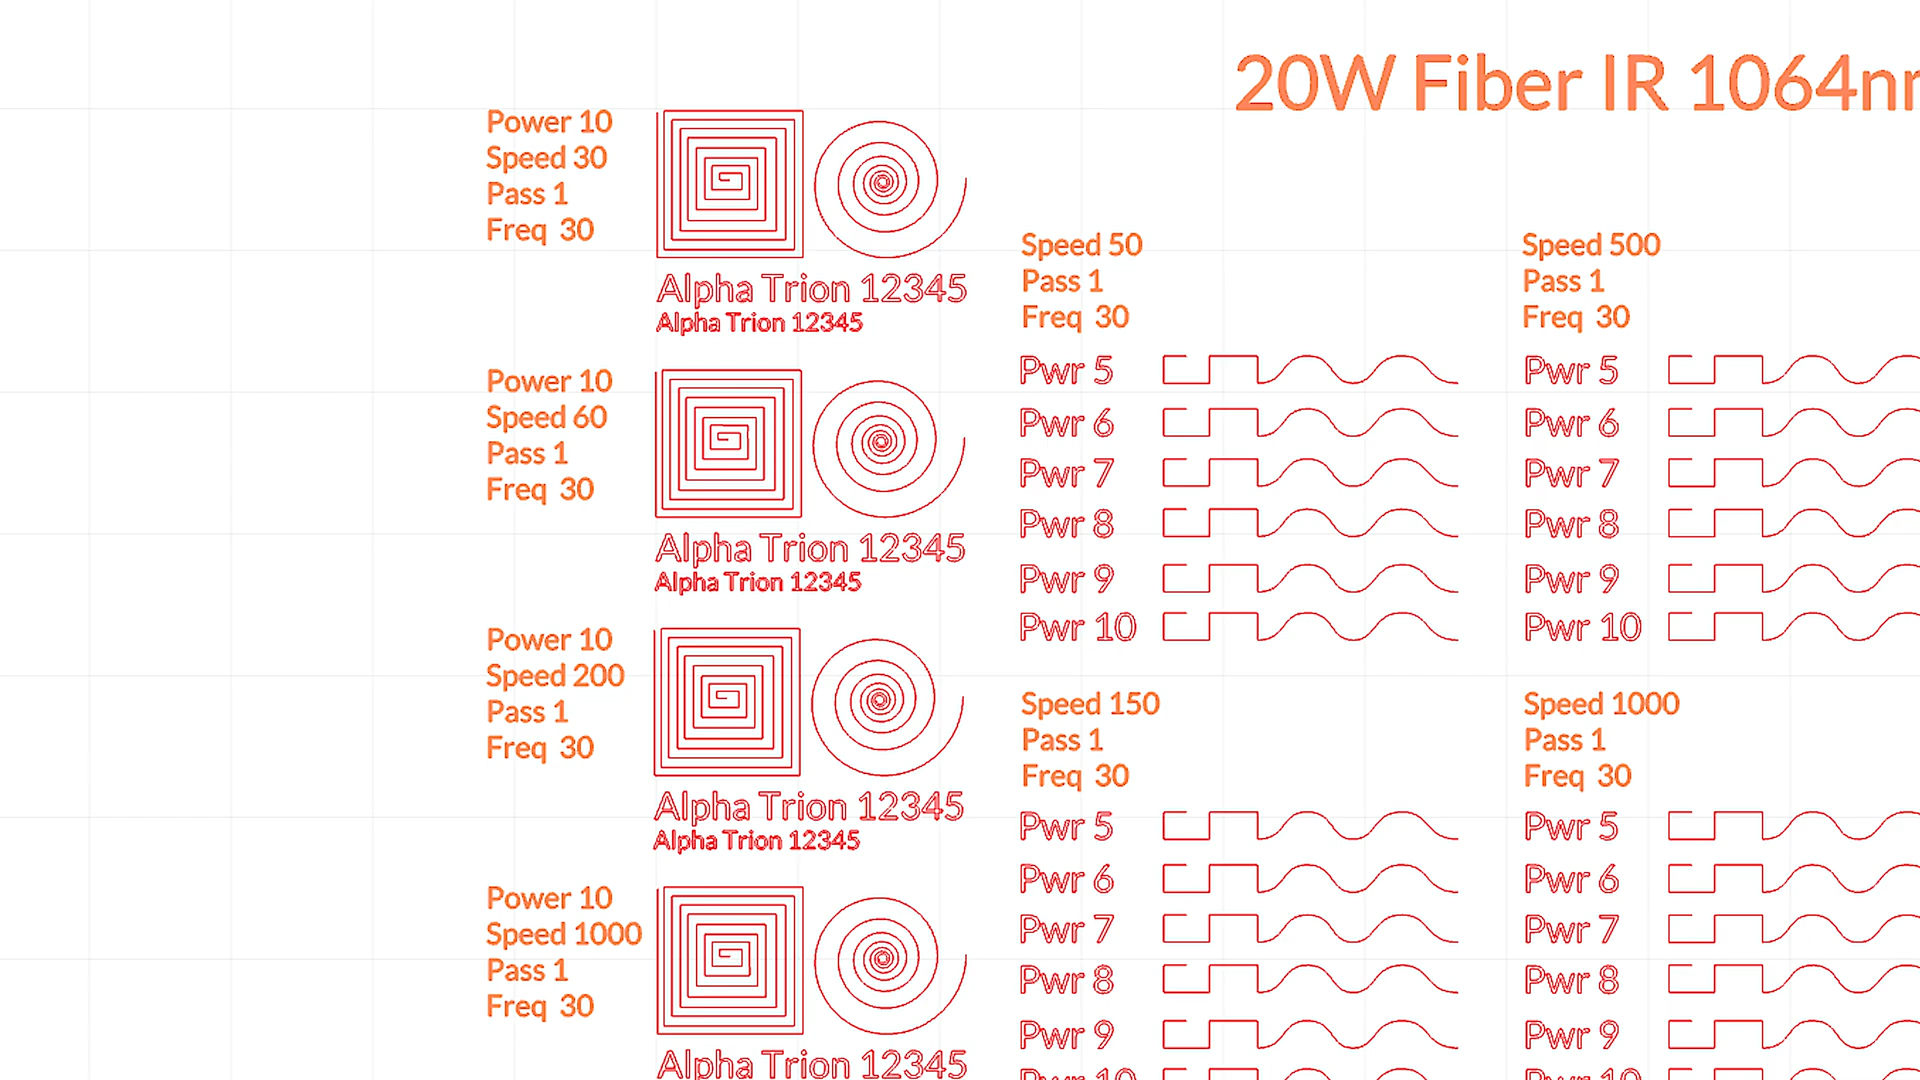 20W Fiber IR 1064n
Power 10
Speed 30
Pass 1
Freq 30
Alpha Trion 12345
Alpha Trion 12345
Power 10
Speed 60
Pass 1
Freq 30
Alpha Trion 12345
Alpha Trion 12345
Power 10
Speed 200
Pass 1
Freq 30
Alpha Trion 12345
Alpha Trion 12345
Power 10
Speed 1000
Pass 1
Freq 30
Alpha Trion 12345
Speed 50
Pass 1
Freq 30
Pwr 5
Pwr 6
Pwr 7
Pwr 8
Pwr 9
Pwr 10
Speed 150
Pass 1
Freq 30
Pwr 5
Pwr 6
Pwr 7
Pwr 8
Pwr 9
Pwr 10
Speed 500
Pass 1
Freq 30
Pwr 5
Pwr 6
Pwr 7
Pwr 8
Pwr 9
Pwr 10
Speed 1000
Pass 1
Freq 30
Pwr 5
Pwr 6
Pwr 7
Pwr 8
Pwr 9
Pwr 10